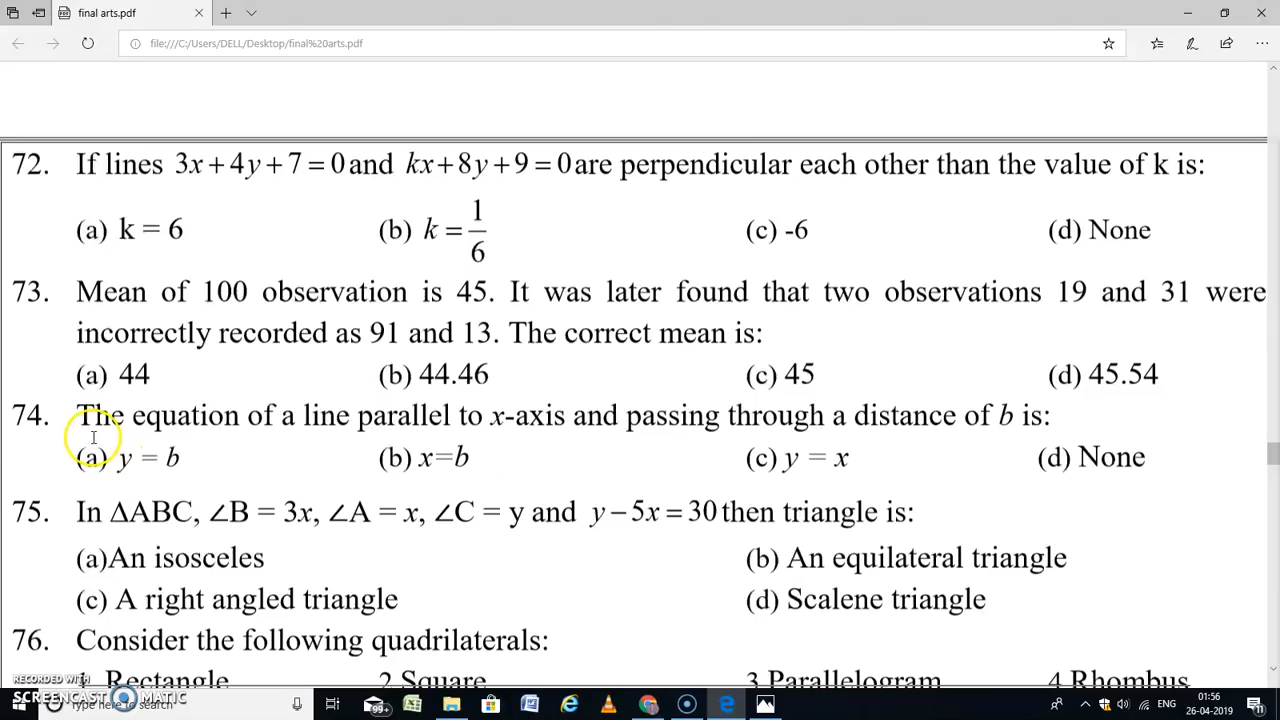 final arts.pdf
file:///C:/Users/DELL/Desktop/final%20arts.pdf
72. If lines 3x+4y+7=0 and kx+8y+9=0 are perpendicular each other than the value of k is:
(a) k = 6 (b) k = 1/6 (c) -6 (d) None
73. Mean of 100 observation is 45. It was later found that two observations 19 and 31 were
incorrectly recorded as 91 and 13. The correct mean is:
(a) 44 (b) 44.46 (c) 45 (d) 45.54
74. The equation of a line parallel to x-axis and passing through a distance of b is:
(a) y = b (b) x=b (c) y = x (d) None
75. In ΔABC, ∠B = 3x, ∠A = x, ∠C = y and y−5x=30 then triangle is:
(a)An isosceles (b) An equilateral triangle
(c) A right angled triangle (d) Scalene triangle
76. Consider the following quadrilaterals:
1. Rectangle 2 Square 3 Parallelogram 4 Rhombus
RECORDED WITH
SCREENCAST MATIC
Type here to search
99+
01:56
26-04-2019
11